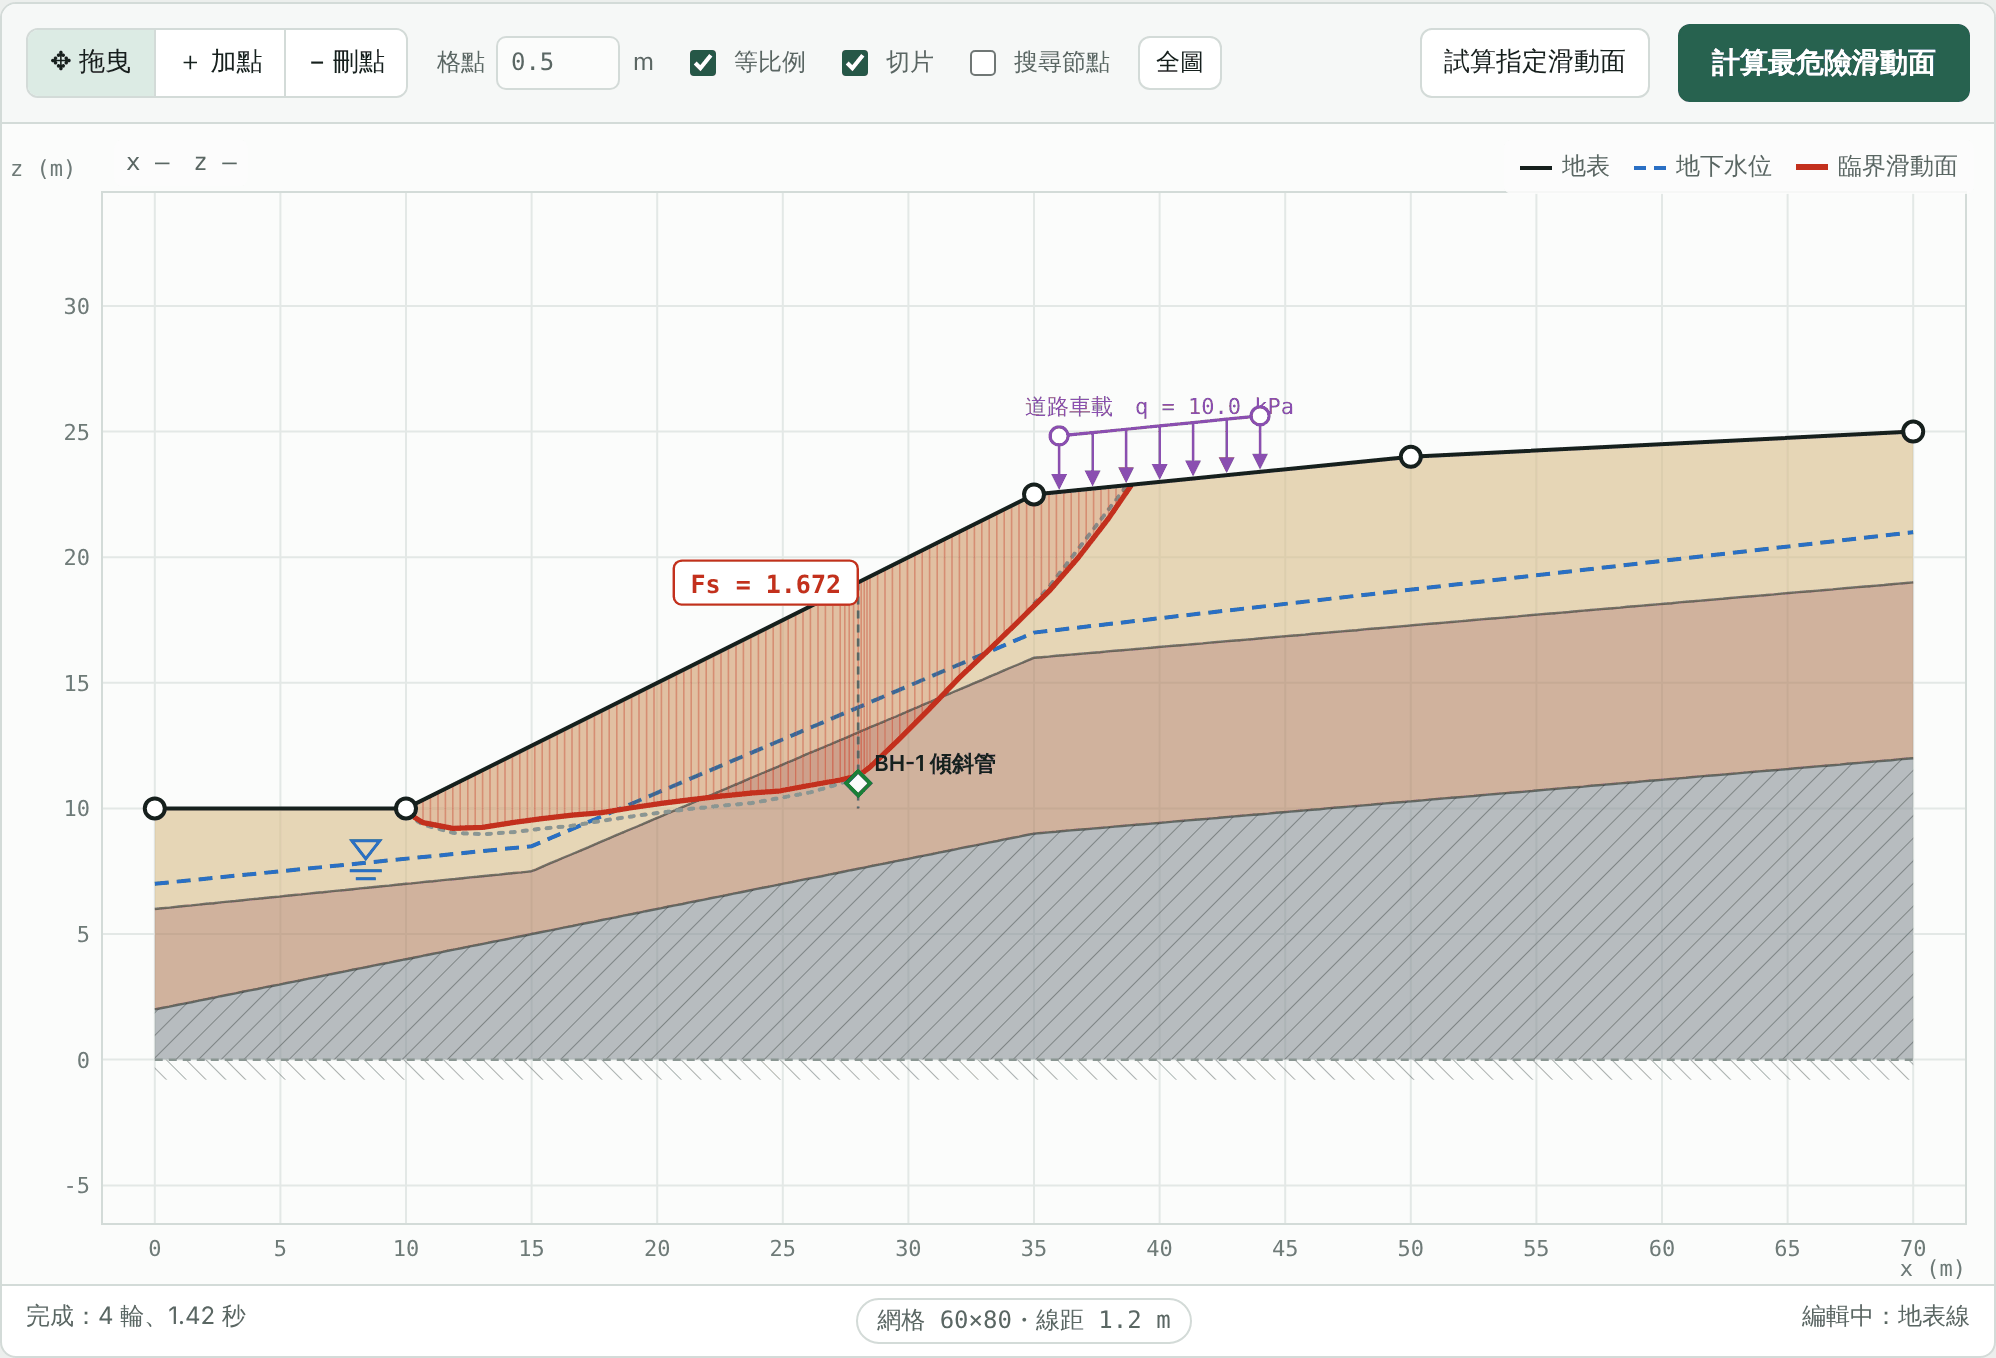 ✥ 拖曳 + 加點 − 刪點 格點 0.5 m 等比例 切片 搜尋節點 全圖 試算指定滑動面 計算最危險滑動面
z (m) x — z — 地表 地下水位 臨界滑動面
30
道路車載 q = 10.0 kPa
25
20
Fs = 1.672
15
BH-1 傾斜管
10
5
0
-5
0 5 10 15 20 25 30 35 40 45 50 55 60 65 70
x (m)
完成：4 輪、1.42 秒 網格 60×80・線距 1.2 m 編輯中：地表線